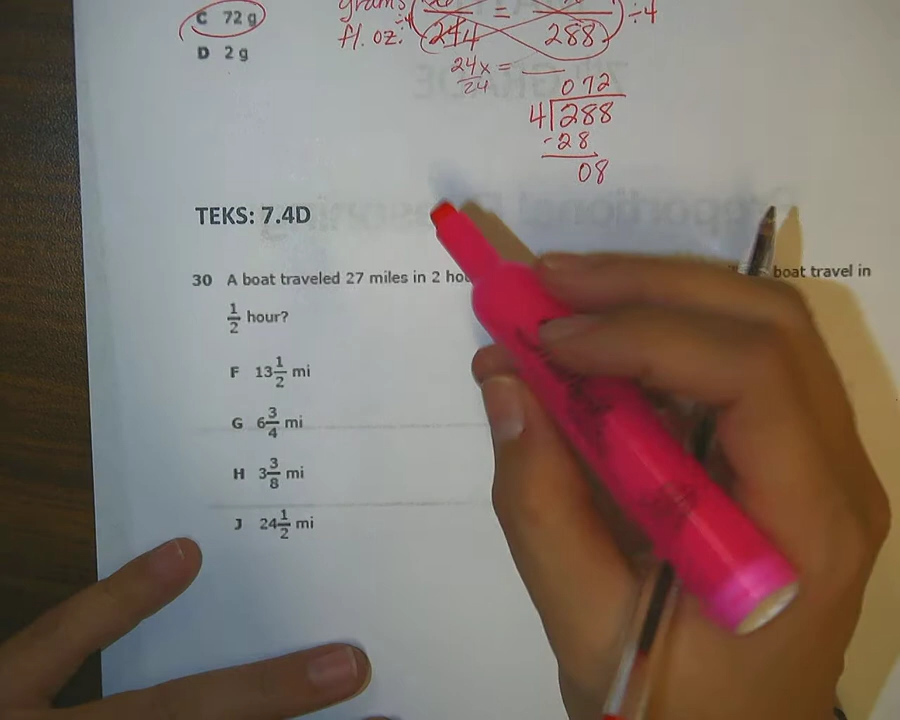 grams
C 72 g ÷4 = ÷4
fl. oz: 244 288
D 2 g
24x =
24
072
4 288
-28
08
TEKS: 7.4D
30 A boat traveled 27 miles in 2 boat travel in
1/2 hour?
F 13 1/2 mi
G 6 3/4 mi
H 3 3/8 mi
J 24 1/2 mi